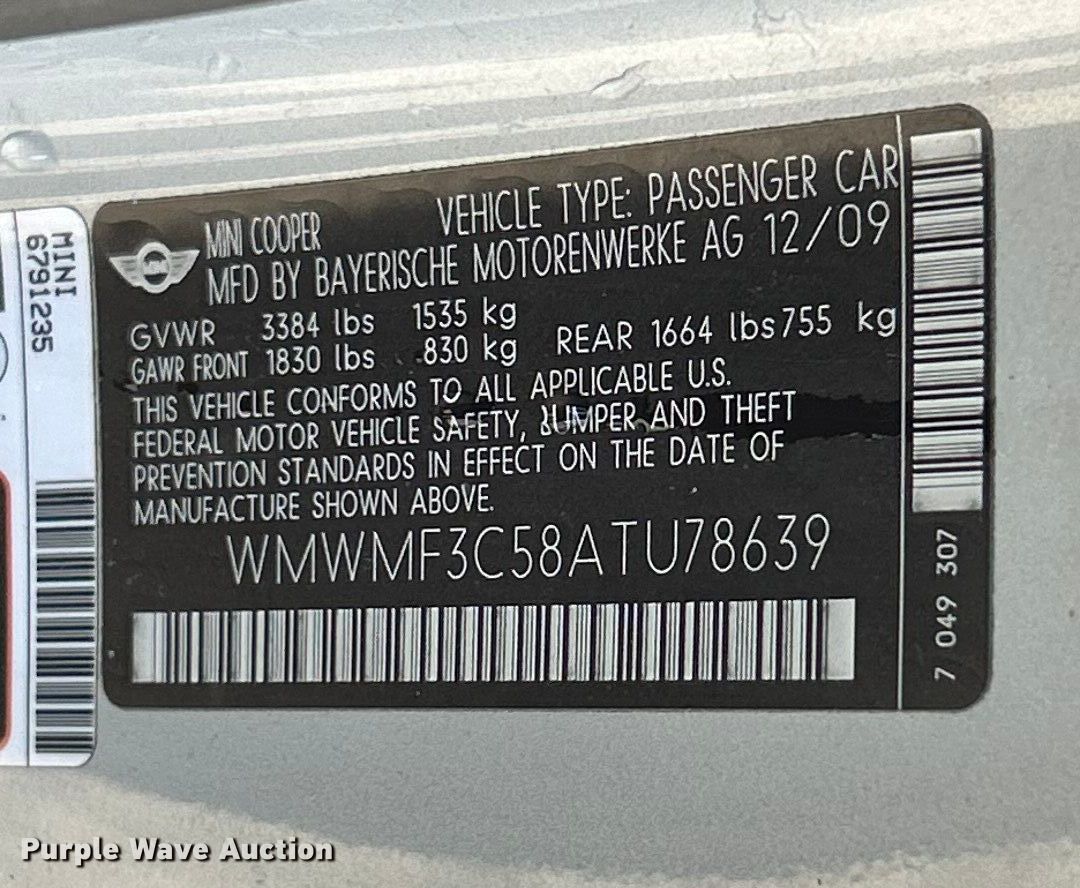 MINI COOPER VEHICLE TYPE: PASSENGER CAR
MFD BY BAYERISCHE MOTORENWERKE AG 12/09
GVWR 3384 lbs 1535 kg
GAWR FRONT 1830 lbs 830 kg REAR 1664 lbs 755 kg
THIS VEHICLE CONFORMS TO ALL APPLICABLE U.S.
FEDERAL MOTOR VEHICLE SAFETY, BUMPER AND THEFT
PREVENTION STANDARDS IN EFFECT ON THE DATE OF
MANUFACTURE SHOWN ABOVE.
WMWMF3C58ATU78639
7 049 307
MINI
6791235
Purple Wave Auction